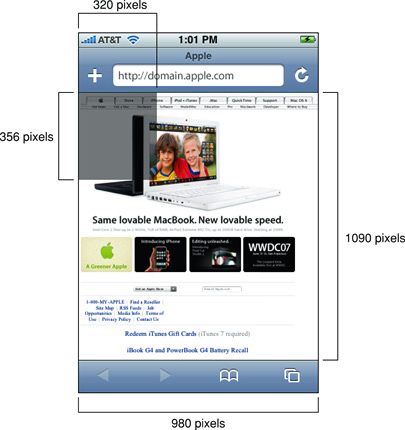 320 pixels
AT&T 1:01 PM
Apple
http://domain.apple.com
Store iPhone iPod + iTunes Mac QuickTime Support Mac OS X
356 pixels
Same lovable MacBook. New lovable speed.
1090 pixels
A Greener Apple
Introducing iPhone
Editing unleashed.
WWDC07
1-800-MY-APPLE | Find a Reseller |
Site Map | RSS Feeds | Job
Opportunities | Media Info | Terms of
Use | Privacy Policy | Contact Us
Redeem iTunes Gift Cards (iTunes 7 required)
iBook G4 and PowerBook G4 Battery Recall
980 pixels